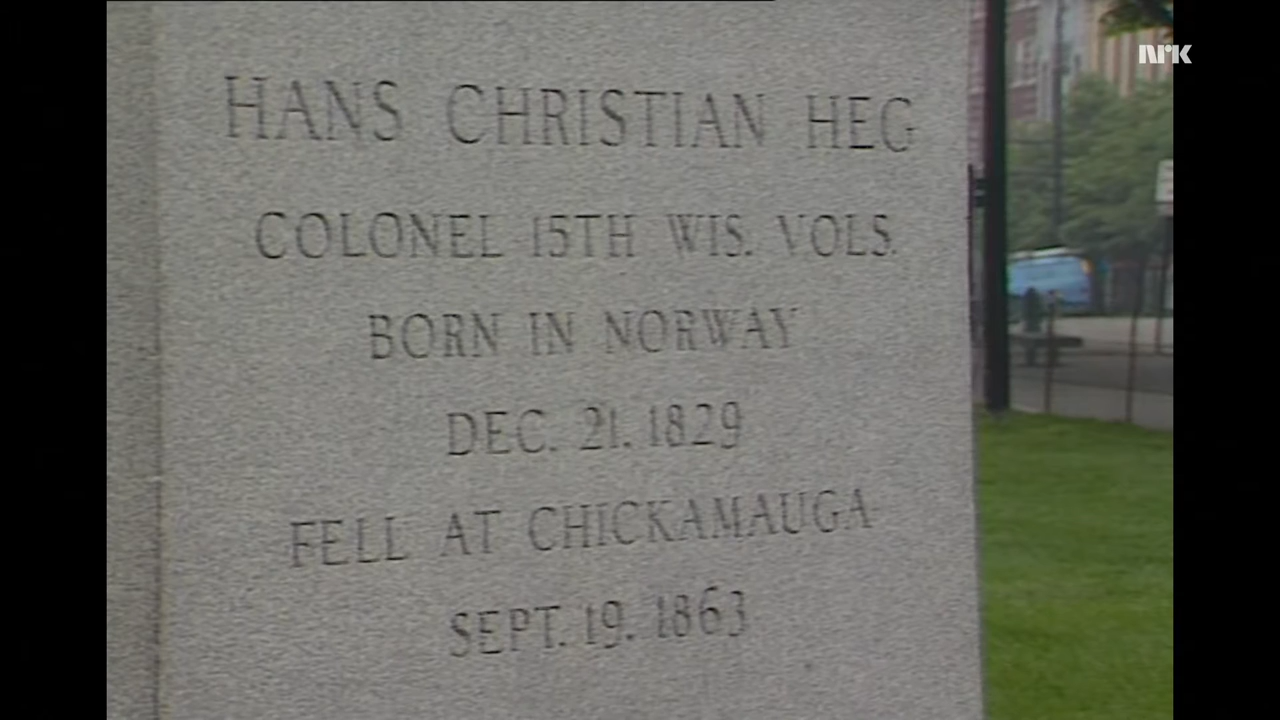 nrk
HANS CHRISTIAN HEG
COLONEL 15TH WIS. VOLS.
BORN IN NORWAY
DEC. 21. 1829
FELL AT CHICKAMAUGA
SEPT. 19. 1863